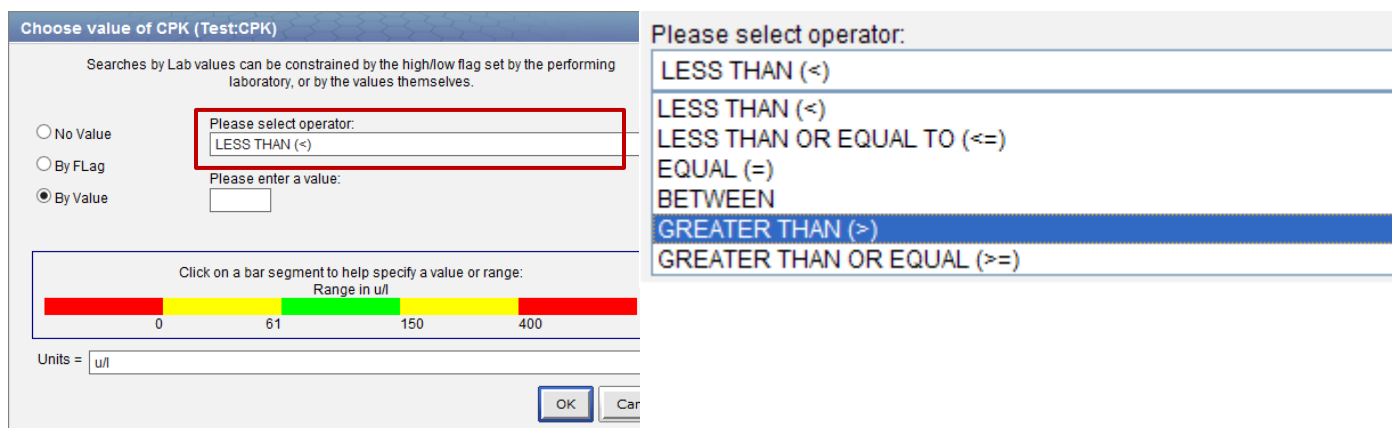 Choose value of CPK (Test:CPK)
Searches by Lab values can be constrained by the high/low flag set by the performing
laboratory, or by the values themselves.
No Value
By FLag
By Value
Please select operator:
LESS THAN (<)
Please enter a value:
Click on a bar segment to help specify a value or range:
Range in u/l
0 61 150 400
Units = u/l
OK Can
Please select operator:
LESS THAN (<)
LESS THAN (<)
LESS THAN OR EQUAL TO (<=)
EQUAL (=)
BETWEEN
GREATER THAN (>)
GREATER THAN OR EQUAL (>=)